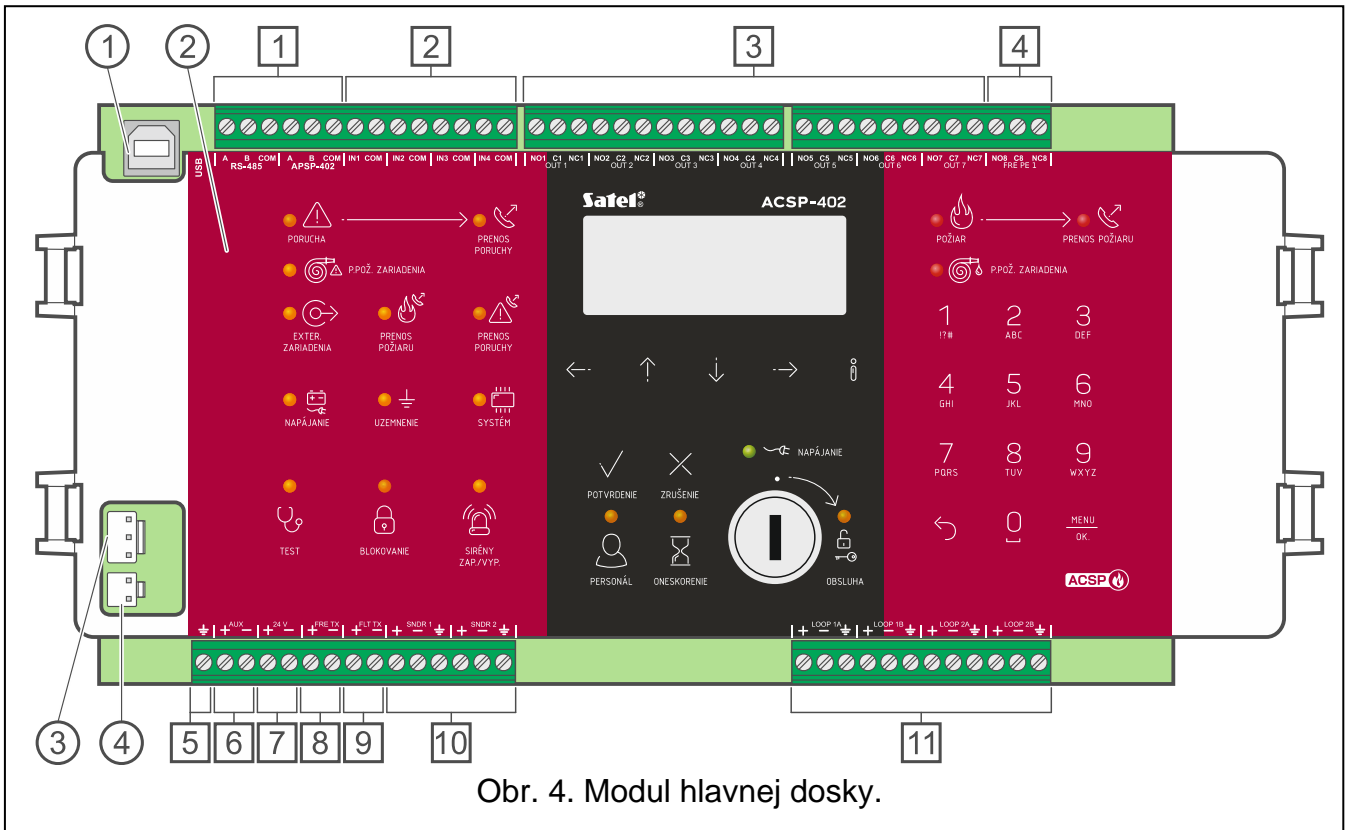 1 1 2 3 4
2
USB
A B COM A B COM IN1 COM IN2 COM IN3 COM IN4 COM NO1 C1 NC1 NO2 C2 NC2 NO3 C3 NC3 NO4 C4 NC4 NO5 C5 NC5 NO6 C6 NC6 NO7 C7 NC7 NO8 C8 NC8
RS-485 APSP-402 OUT 1 OUT 2 OUT 3 OUT 4 OUT 5 OUT 6 OUT 7 FRE PE 1
Satel® ACSP-402
PORUCHA
PRENOS
PORUCHY
P.POŽ. ZARIADENIA
EXTER.
ZARIADENIA
PRENOS
POŽIARU
PRENOS
PORUCHY
NAPÁJANIE
UZEMNENIE
SYSTÉM
TEST
BLOKOVANIE
SIRÉNY
ZAP./VYP.
i
NAPÁJANIE
POTVRDENIE
ZRUŠENIE
PERSONÁL
ONESKORENIE
OBSLUHA
POŽIAR
PRENOS POŽIARU
P.POŽ. ZARIADENIA
1 2 3
!?# ABC DEF
4 5 6
GHI JKL MNO
7 8 9
PQRS TUV WXYZ
0 MENU
OK.
ACSP
AUX 24 V FRE TX FLT TX SNDR 1 SNDR 2 LOOP 1A LOOP 1B LOOP 2A LOOP 2B
+ − + − + − + − + − + − + − + − + − + −
3 4 5 6 7 8 9 10 11
Obr. 4. Modul hlavnej dosky.